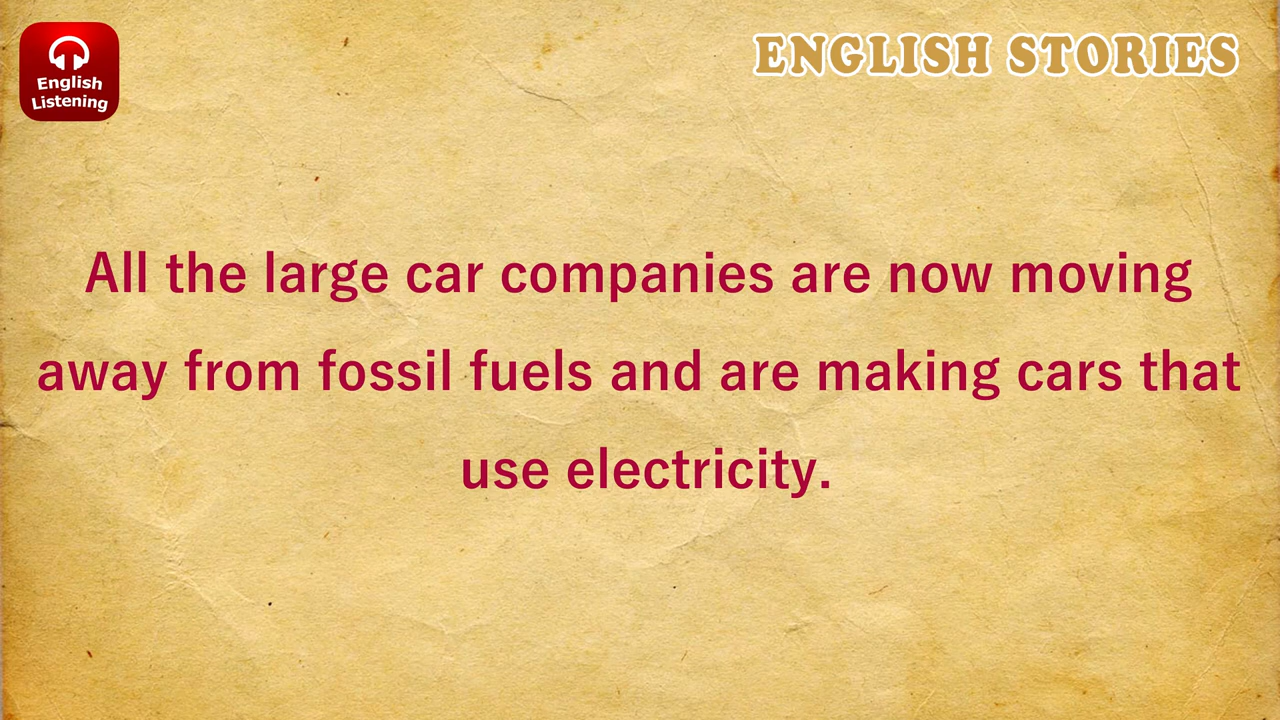 English
Listening
ENGLISH STORIES
All the large car companies are now moving
away from fossil fuels and are making cars that
use electricity.